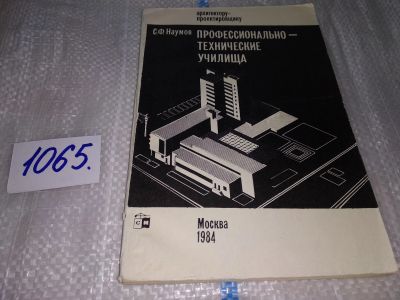 архитектору-
проектировщику
С.Ф. Наумов
ПРОФЕССИОНАЛЬНО-
ТЕХНИЧЕСКИЕ
УЧИЛИЩА
1065.
Москва
1984